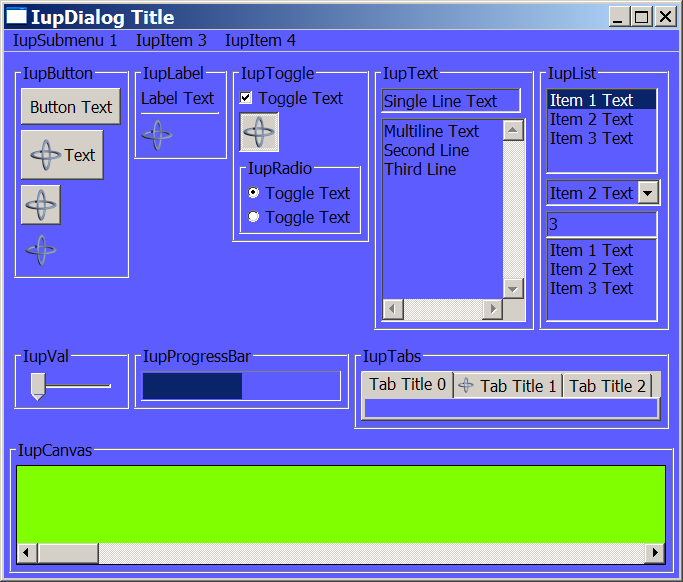 IupDialog Title
IupSubmenu 1 IupItem 3 IupItem 4
IupButton
Button Text
Text
IupLabel
Label Text
IupToggle
Toggle Text
IupRadio
Toggle Text
Toggle Text
IupText
Single Line Text
Multiline Text
Second Line
Third Line
IupList
Item 1 Text
Item 2 Text
Item 3 Text
Item 2 Text
3
Item 1 Text
Item 2 Text
Item 3 Text
IupVal
IupProgressBar
IupTabs
Tab Title 0 Tab Title 1 Tab Title 2
IupCanvas